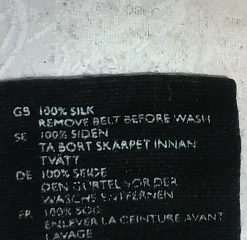 GB 100% SILK
REMOVE BELT BEFORE WASH
SE 100% SIDEN
TA BORT SKARPET INNAN
TVÄTT
DE 100% SEIDE
DEN GÜRTEL VOR DER
WÄSCHE ENTFERNEN
FR 100% SOIE
ENLEVER LA CEINTURE AVANT
LAVAGE